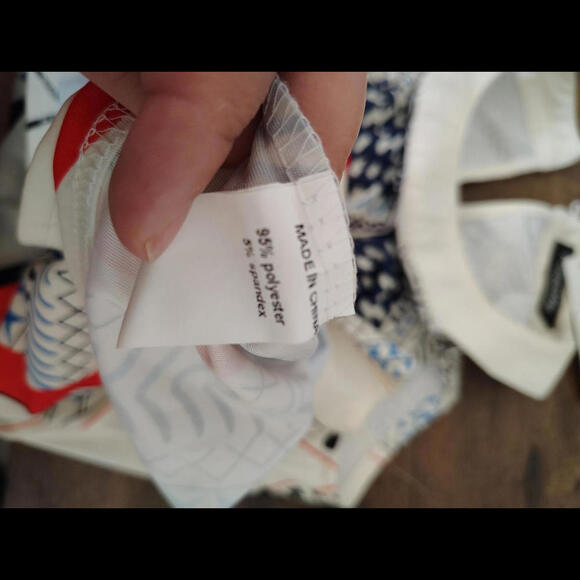 MADE IN CHINA
95% polyester
5% spandex